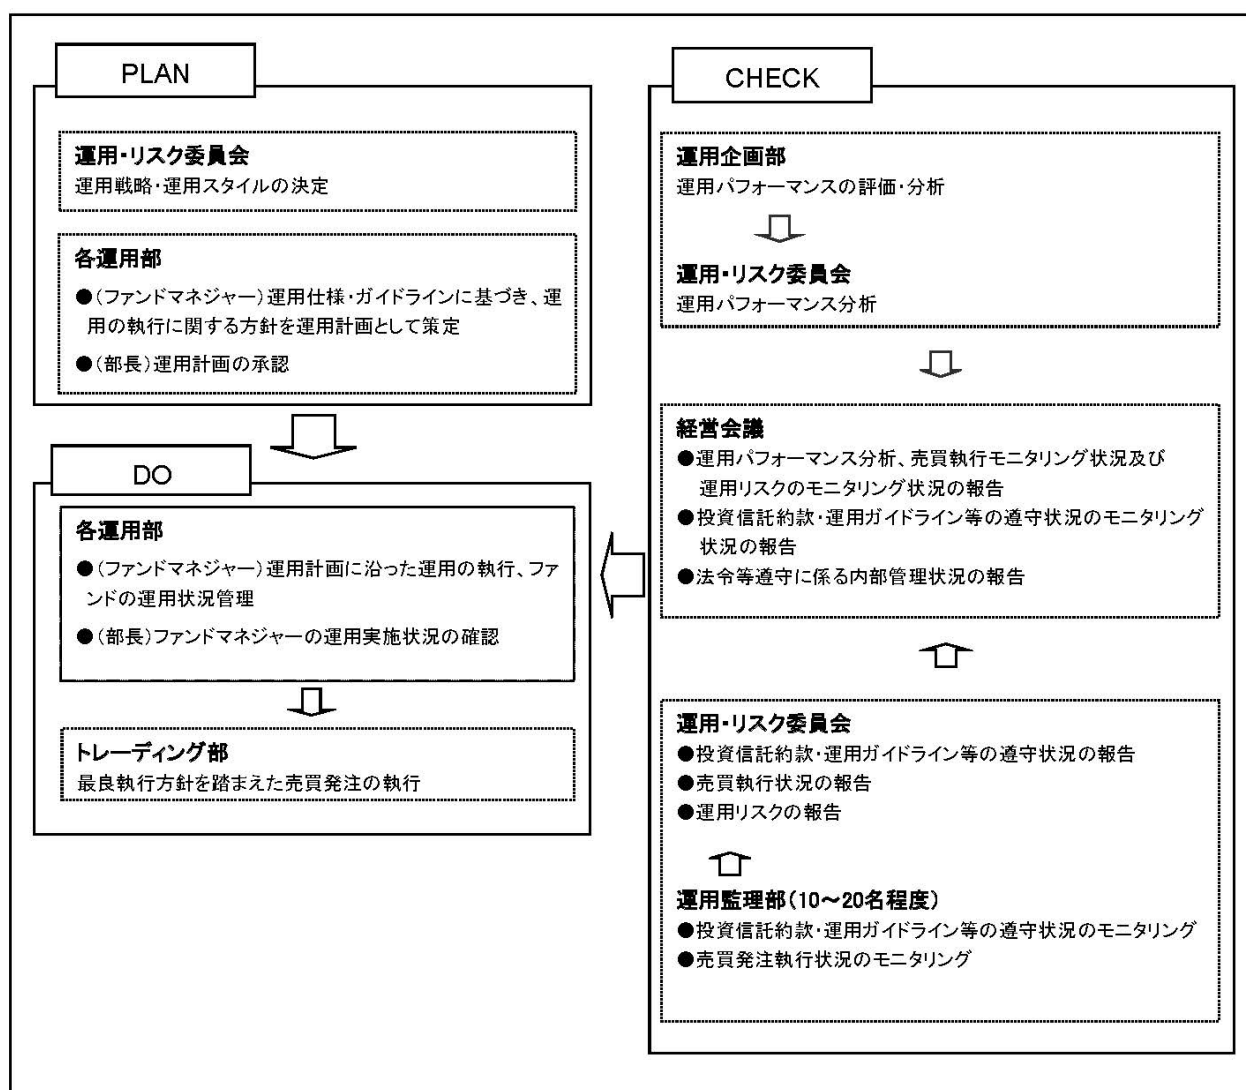 PLAN
運用・リスク委員会
運用戦略・運用スタイルの決定
各運用部
●(ファンドマネジャー)運用仕様・ガイドラインに基づき、運
用の執行に関する方針を運用計画として策定
●(部長)運用計画の承認
DO
各運用部
●(ファンドマネジャー)運用計画に沿った運用の執行、ファ
ンドの運用状況管理
●(部長)ファンドマネジャーの運用実施状況の確認
トレーディング部
最良執行方針を踏まえた売買発注の執行
CHECK
運用企画部
運用パフォーマンスの評価・分析
運用・リスク委員会
運用パフォーマンス分析
経営会議
●運用パフォーマンス分析、売買執行モニタリング状況及び
運用リスクのモニタリング状況の報告
●投資信託約款・運用ガイドライン等の遵守状況のモニタリング
状況の報告
●法令等遵守に係る内部管理状況の報告
運用・リスク委員会
●投資信託約款・運用ガイドライン等の遵守状況の報告
●売買執行状況の報告
●運用リスクの報告
運用監理部(10～20名程度)
●投資信託約款・運用ガイドライン等の遵守状況のモニタリング
●売買発注執行状況のモニタリング